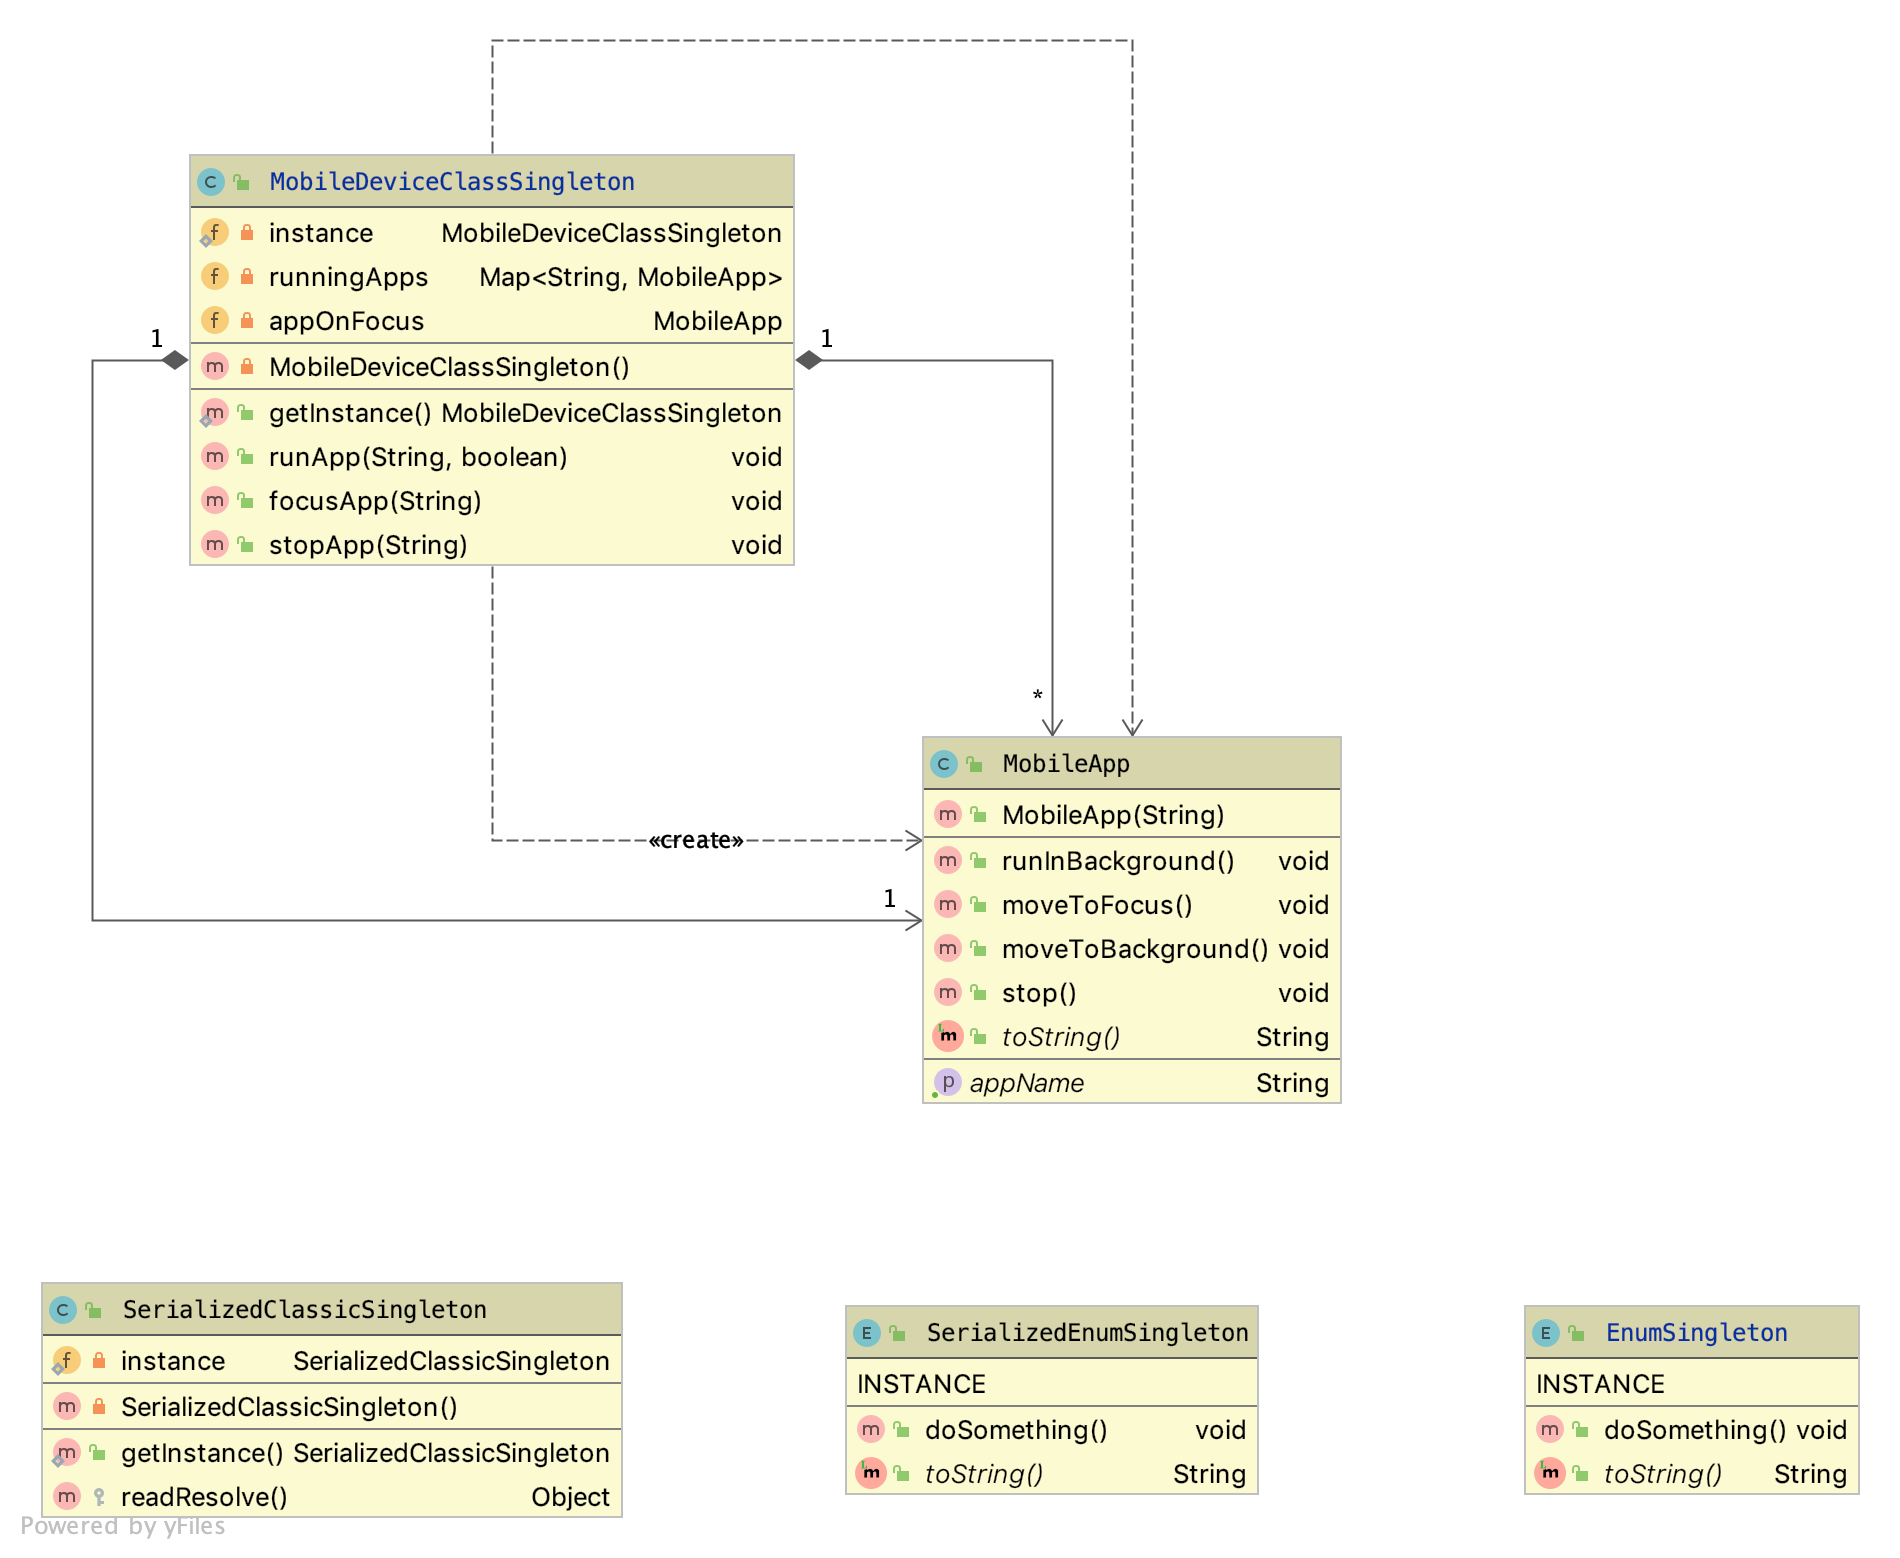 MobileDeviceClassSingleton
instance MobileDeviceClassSingleton
runningApps Map<String, MobileApp>
appOnFocus MobileApp
1
1
MobileDeviceClassSingleton()
getInstance() MobileDeviceClassSingleton
runApp(String, boolean) void
focusApp(String) void
stopApp(String) void
*
MobileApp
MobileApp(String)
«create»
runInBackground() void
1
moveToFocus() void
moveToBackground() void
stop() void
toString() String
appName String
SerializedClassicSingleton
instance SerializedClassicSingleton
SerializedClassicSingleton()
getInstance() SerializedClassicSingleton
readResolve() Object
SerializedEnumSingleton
INSTANCE
doSomething() void
toString() String
EnumSingleton
INSTANCE
doSomething() void
toString() String
Powered by yFiles